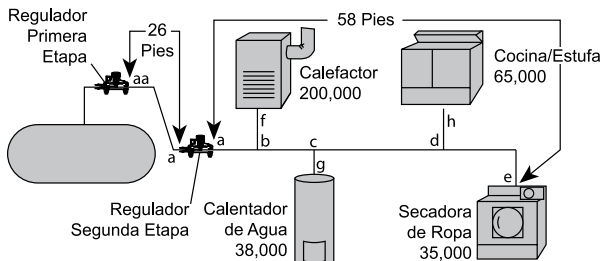 Regulador
Primera
Etapa
26
Pies
58 Pies
aa
Calefactor
200,000
Cocina/Estufa
65,000
f
h
a
a
b
c
d
e
g
Regulador
Segunda Etapa
Calentador
de Agua
38,000
Secadora
de Ropa
35,000